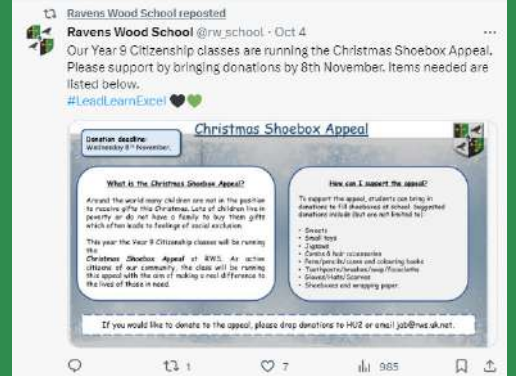 Ravens Wood School reposted
Ravens Wood School @rw_school · Oct 4
Our Year 9 Citizenship classes are running the Christmas Shoebox Appeal.
Please support by bringing donations by 8th November. Items needed are
listed below.
#LeadLearnExcel 🖤💚
Christmas Shoebox Appeal
Donation deadline:
Wednesday 8th November.
What is the Christmas Shoebox Appeal?
Around the world many children are not in the position
to receive gifts this Christmas. Lots of children live in
poverty or do not have a family to buy them gifts
which often leads to feelings of social exclusion.
This year the Year 9 Citizenship classes will be running
the
Christmas Shoebox Appeal at RWS. As active
citizens of our community, the class will be running
this appeal with the aim of making a real difference to
the lives of those in need.
How can I support the appeal?
To support the appeal, students can bring in
donations to fill shoeboxes at school. Suggested
donations include (but are not limited to):
• Sweets
• Small toys
• Jigsaws
• Combs & hair accessories
• Pens/pencils/cases and colouring books
• Toothpaste/brushes/soap/facecloths
• Gloves/Hats/Scarves
• Shoeboxes and wrapping paper.
If you would like to donate to the appeal, please drop donations to HU2 or email
1
7
985